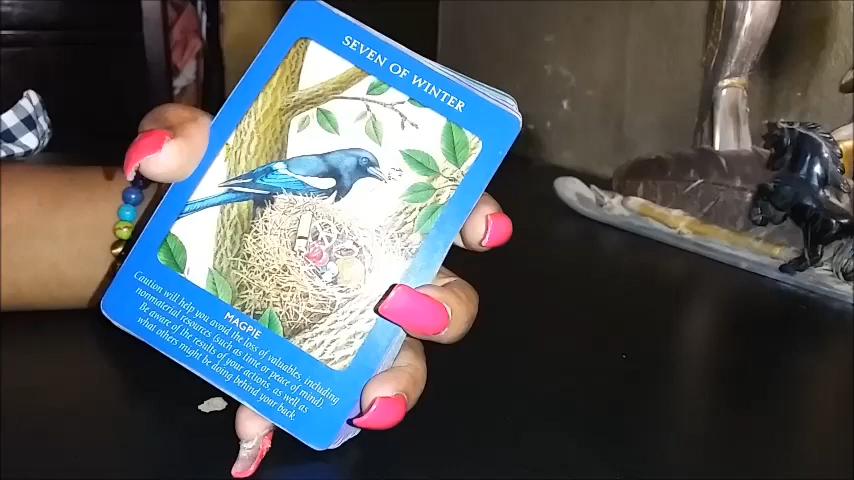 SEVEN OF WINTER
MAGPIE
Caution will help you avoid the loss of valuables, including
nonmaterial resources (such as time or peace of mind).
Be aware of the results of your actions, as well as
what others might be doing behind your back.